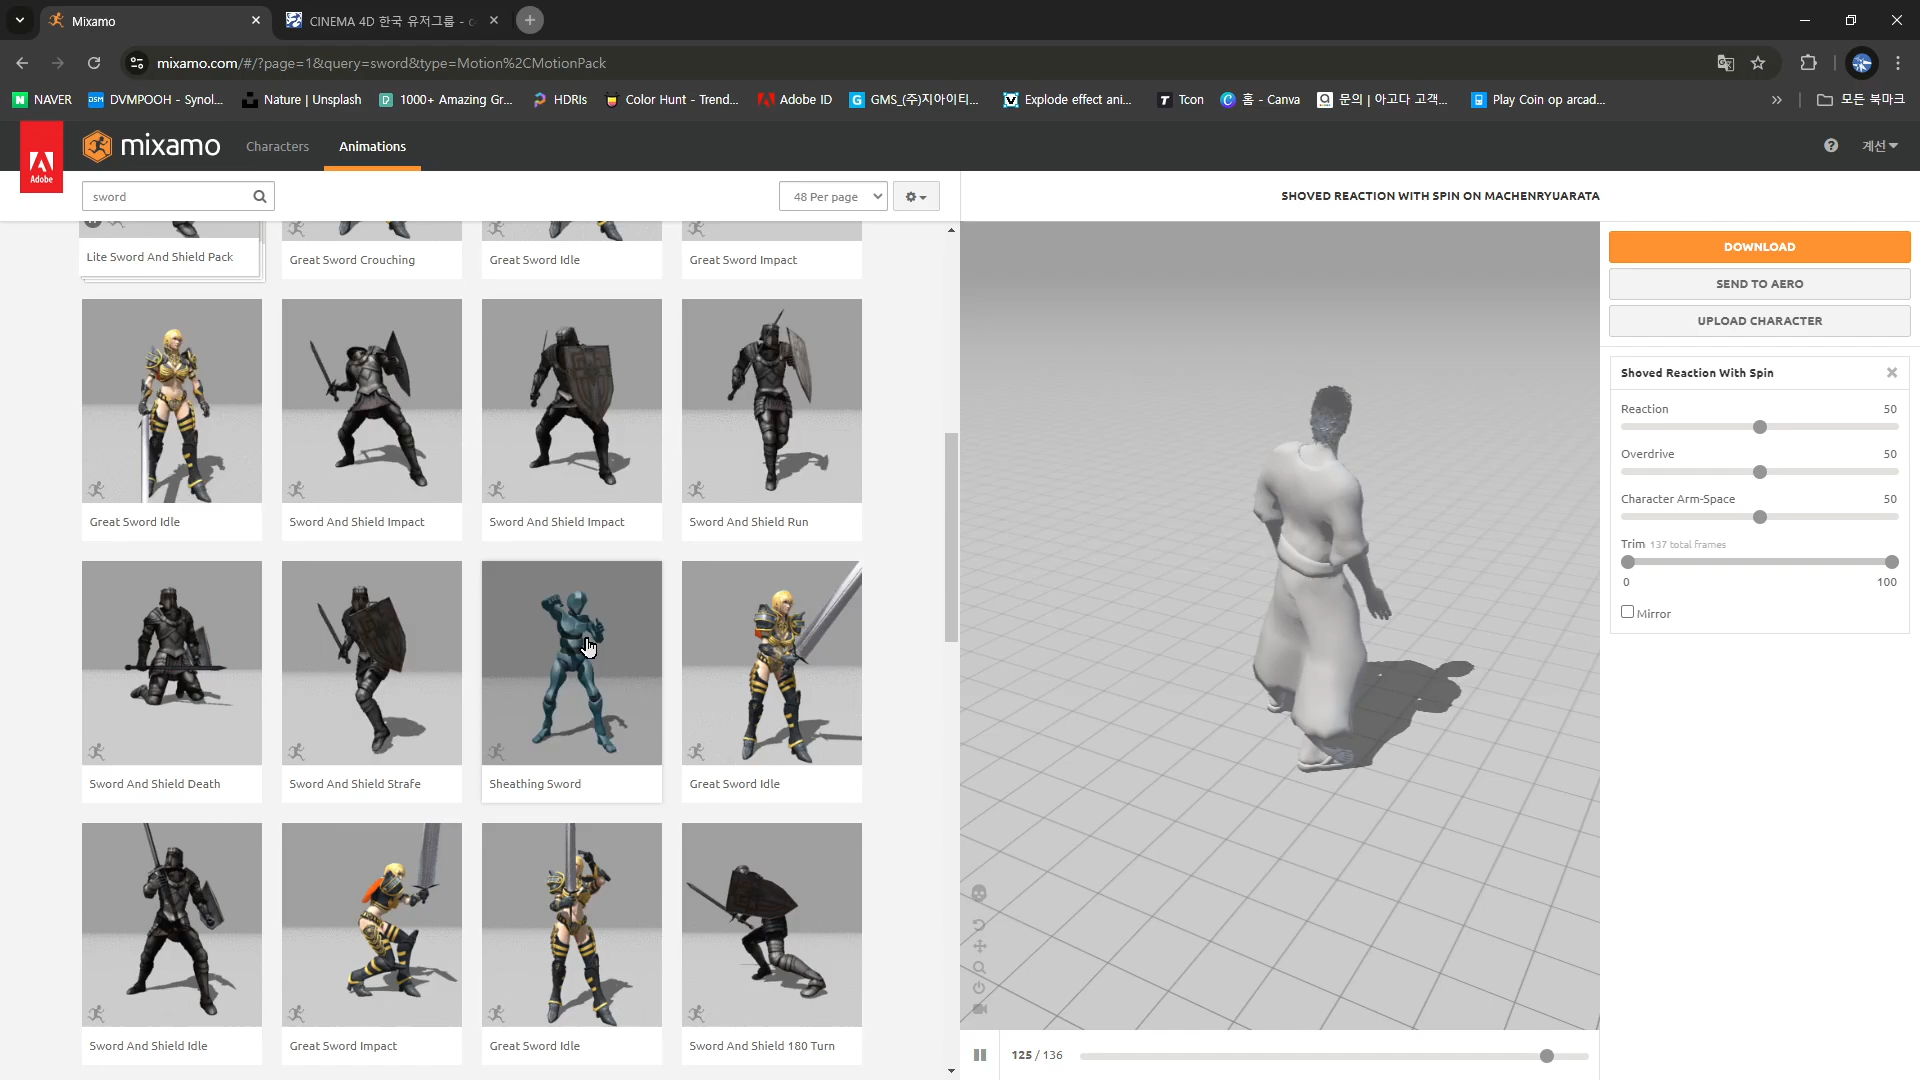 Mixamo
CINEMA 4D 한국 유저그룹 -
mixamo.com/#/?page=1&query=sword&type=Motion%2CMotionPack
NAVER
DVMPOOH - Synol...
Nature | Unsplash
1000+ Amazing Gr...
HDRIs
Color Hunt - Trend...
Adobe ID
GMS_(주)지아이티...
Explode effect ani...
Tcon
홈 - Canva
문의 | 아고다 고객...
Play Coin op arcad...
모든 북마크
Adobe
mixamo
Characters
Animations
계선
sword
48 Per page
SHOVED REACTION WITH SPIN ON MACHENRYUARATA
Lite Sword And Shield Pack
Great Sword Crouching
Great Sword Idle
Great Sword Impact
Great Sword Idle
Sword And Shield Impact
Sword And Shield Impact
Sword And Shield Run
Sword And Shield Death
Sword And Shield Strafe
Sheathing Sword
Great Sword Idle
Sword And Shield Idle
Great Sword Impact
Great Sword Idle
Sword And Shield 180 Turn
DOWNLOAD
SEND TO AERO
UPLOAD CHARACTER
Shoved Reaction With Spin
Reaction 50
Overdrive 50
Character Arm-Space 50
Trim 137 total frames
0 100
Mirror
125 / 136